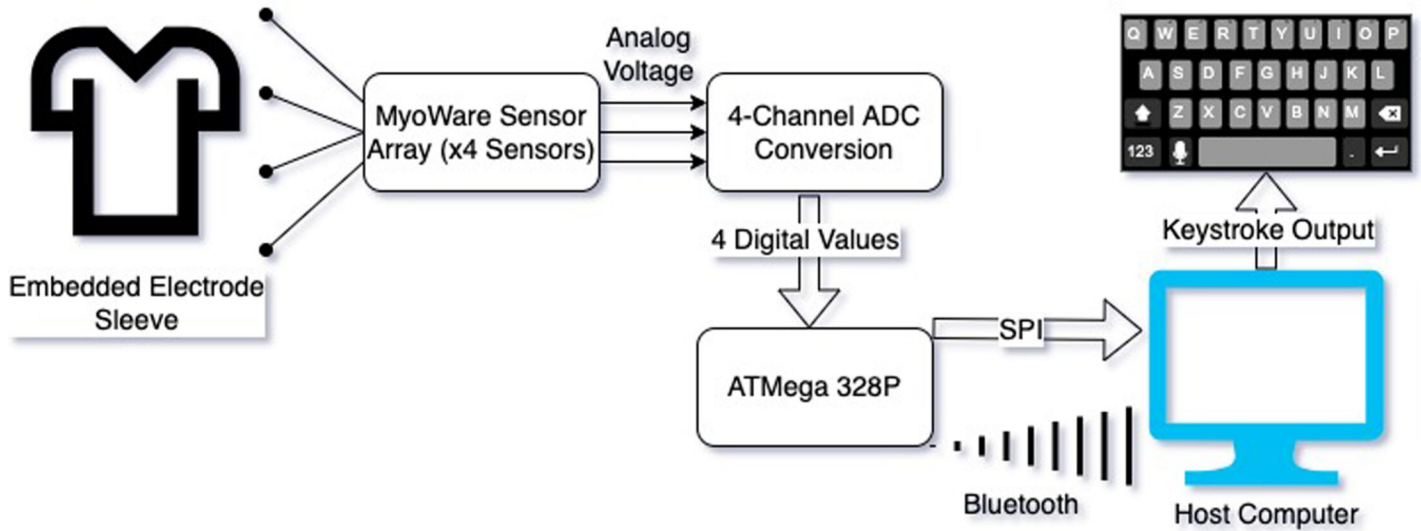 Embedded Electrode
Sleeve
MyoWare Sensor
Array (x4 Sensors)
Analog
Voltage
4-Channel ADC
Conversion
4 Digital Values
ATMega 328P
SPI
Bluetooth
Q W E R T Y U I O P
A S D F G H J K L
Z X C V B N M
123 .
Keystroke Output
Host Computer